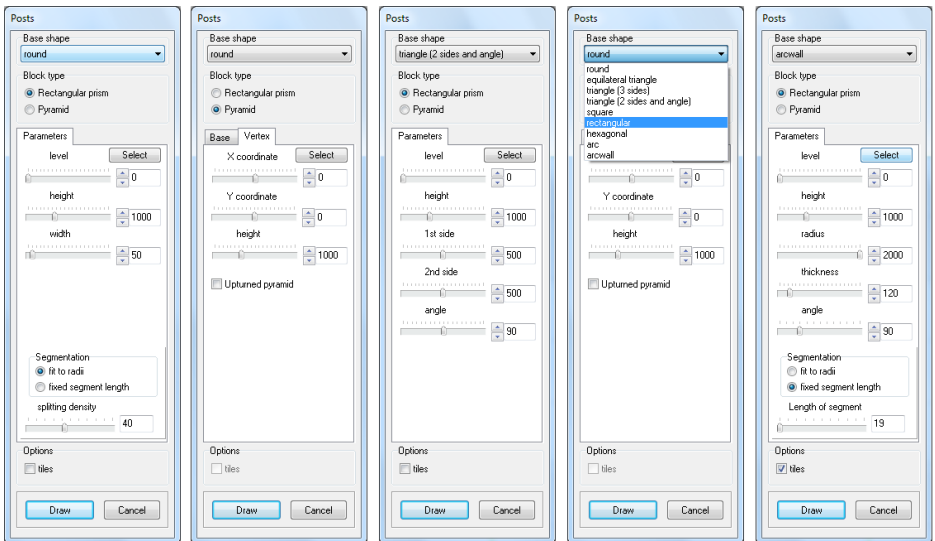 Posts
Base shape
round
Block type
Rectangular prism
Pyramid
Parameters
level
Select
0
height
1000
width
50
Segmentation
fit to radii
fixed segment length
splitting density
40
Options
tiles
Draw
Cancel
Posts
Base shape
round
Block type
Rectangular prism
Pyramid
Base
Vertex
X coordinate
Select
0
Y coordinate
0
height
1000
Upturned pyramid
Options
tiles
Draw
Cancel
Posts
Base shape
triangle (2 sides and angle)
Block type
Rectangular prism
Pyramid
Parameters
level
Select
0
height
1000
1st side
500
2nd side
500
angle
90
Options
tiles
Draw
Cancel
Posts
Base shape
round
round
equilateral triangle
triangle (3 sides)
triangle (2 sides and angle)
square
rectangular
hexagonal
arc
arcwall
0
Y coordinate
0
height
1000
Upturned pyramid
Options
tiles
Draw
Cancel
Posts
Base shape
arcwall
Block type
Rectangular prism
Pyramid
Parameters
level
Select
0
height
1000
radius
2000
thickness
120
angle
90
Segmentation
fit to radii
fixed segment length
Length of segment
19
Options
tiles
Draw
Cancel